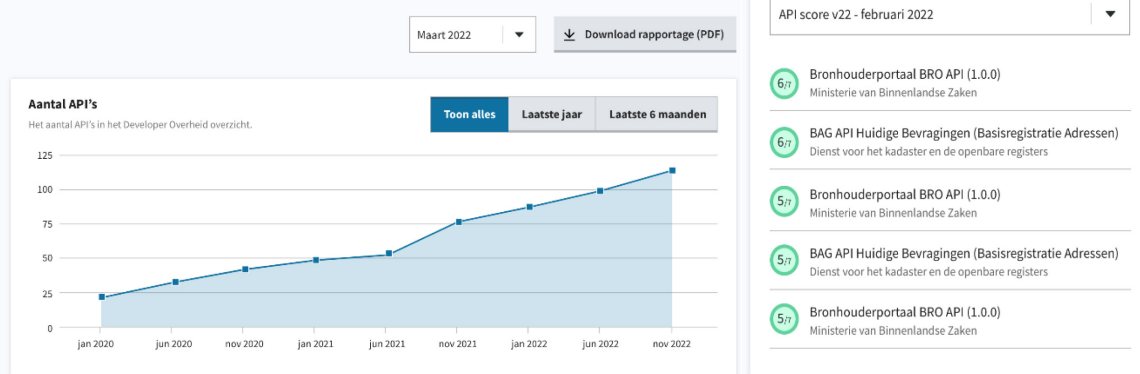 Maart 2022
Download rapportage (PDF)
Aantal API's
Het aantal API's in het Developer Overheid overzicht.
Toon alles
Laatste jaar
Laatste 6 maanden
125
100
75
50
25
0
jan 2020
jun 2020
nov 2020
jan 2021
jun 2021
nov 2021
jan 2022
jun 2022
nov 2022
API score v22 - februari 2022
6/7
Bronhouderportaal BRO API (1.0.0)
Ministerie van Binnenlandse Zaken
6/7
BAG API Huidige Bevragingen (Basisregistratie Adressen)
Dienst voor het kadaster en de openbare registers
5/7
Bronhouderportaal BRO API (1.0.0)
Ministerie van Binnenlandse Zaken
5/7
BAG API Huidige Bevragingen (Basisregistratie Adressen)
Dienst voor het kadaster en de openbare registers
5/7
Bronhouderportaal BRO API (1.0.0)
Ministerie van Binnenlandse Zaken